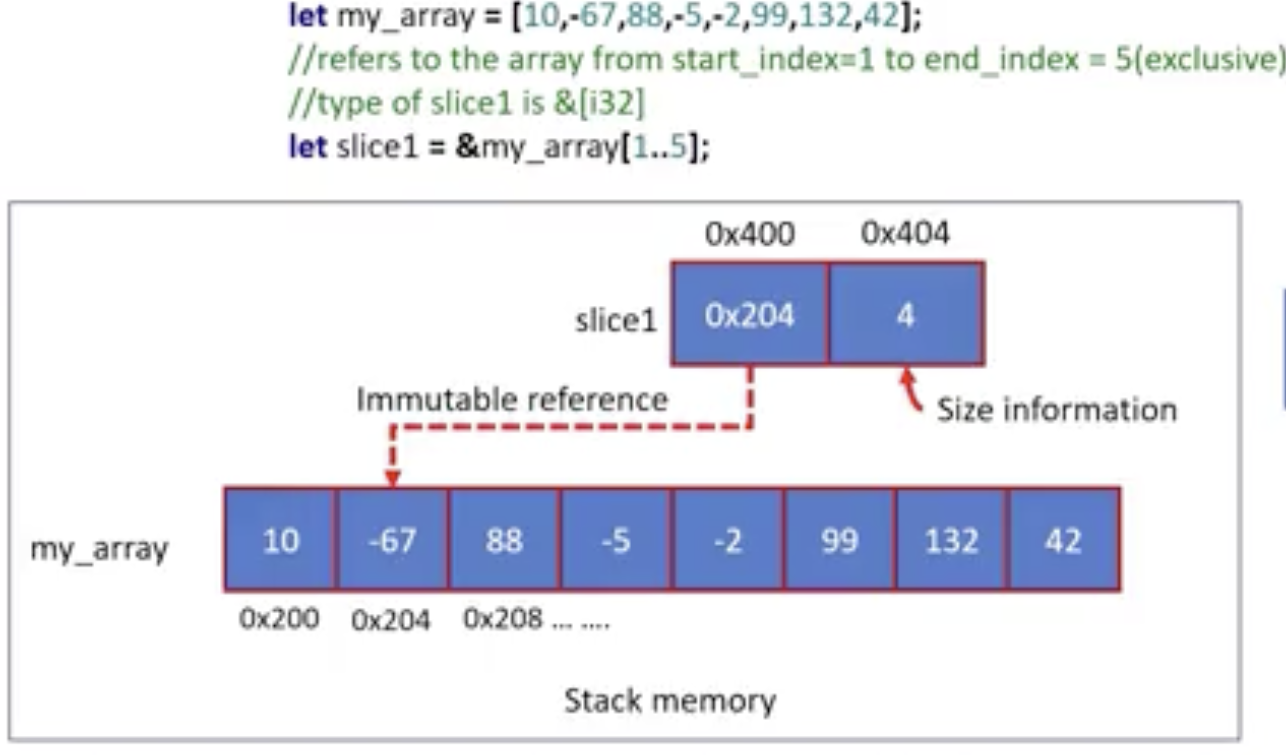 let my_array = [10,-67,88,-5,-2,99,132,42];
//refers to the array from start_index=1 to end_index = 5(exclusive)
//type of slice1 is &[i32]
let slice1 = &my_array[1..5];
0x400 0x404
slice1 0x204 4
Immutable reference
Size information
my_array 10 -67 88 -5 -2 99 132 42
0x200 0x204 0x208 ... ....
Stack memory